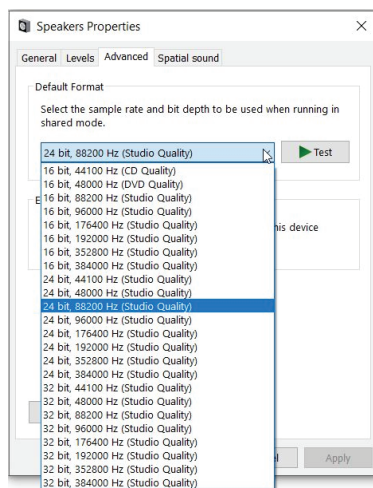 Speakers Properties
General Levels Advanced Spatial sound
Default Format
Select the sample rate and bit depth to be used when running in
shared mode.
24 bit, 88200 Hz (Studio Quality)
Test
16 bit, 44100 Hz (CD Quality)
16 bit, 48000 Hz (DVD Quality)
16 bit, 88200 Hz (Studio Quality)
16 bit, 96000 Hz (Studio Quality)
16 bit, 176400 Hz (Studio Quality)
his device
16 bit, 192000 Hz (Studio Quality)
16 bit, 352800 Hz (Studio Quality)
16 bit, 384000 Hz (Studio Quality)
24 bit, 44100 Hz (Studio Quality)
24 bit, 48000 Hz (Studio Quality)
24 bit, 88200 Hz (Studio Quality)
24 bit, 96000 Hz (Studio Quality)
24 bit, 176400 Hz (Studio Quality)
24 bit, 192000 Hz (Studio Quality)
24 bit, 352800 Hz (Studio Quality)
24 bit, 384000 Hz (Studio Quality)
32 bit, 44100 Hz (Studio Quality)
32 bit, 48000 Hz (Studio Quality)
32 bit, 88200 Hz (Studio Quality)
32 bit, 96000 Hz (Studio Quality)
32 bit, 176400 Hz (Studio Quality)
32 bit, 192000 Hz (Studio Quality)
Apply
32 bit, 352800 Hz (Studio Quality)
32 bit, 384000 Hz (Studio Quality)